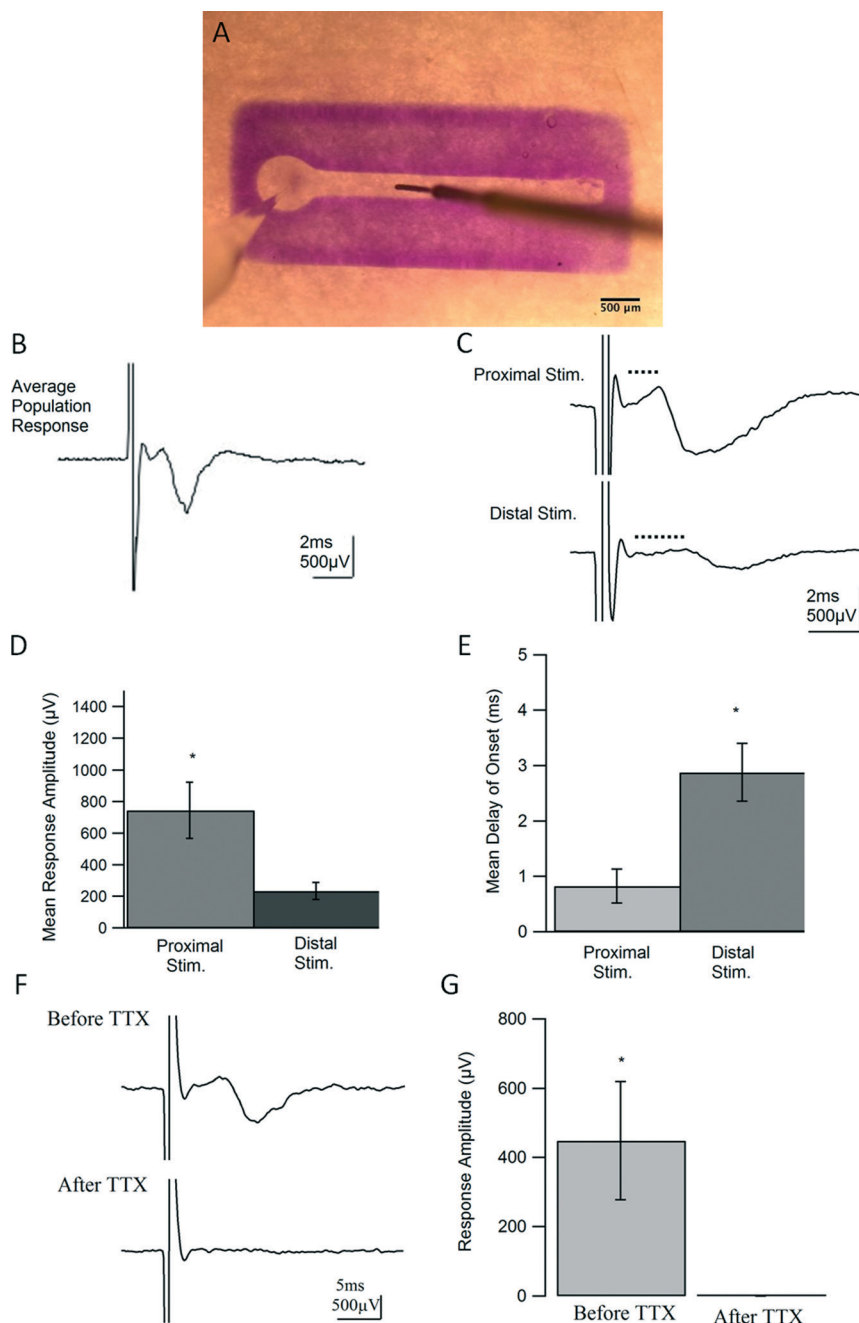 A
500 µm
B
Average
Population
Response
2ms
500µV
C
Proximal Stim.
Distal Stim.
2ms
500µV
D
Mean Response Amplitude (µV)
1400
1200
1000
800
600
400
200
0
*
Proximal
Stim.
Distal
Stim.
E
Mean Delay of Onset (ms)
5
4
3
2
1
0
*
Proximal
Stim.
Distal
Stim.
F
Before TTX
After TTX
5ms
500µV
G
Response Amplitude (µV)
800
600
400
200
0
*
Before TTX
After TTX